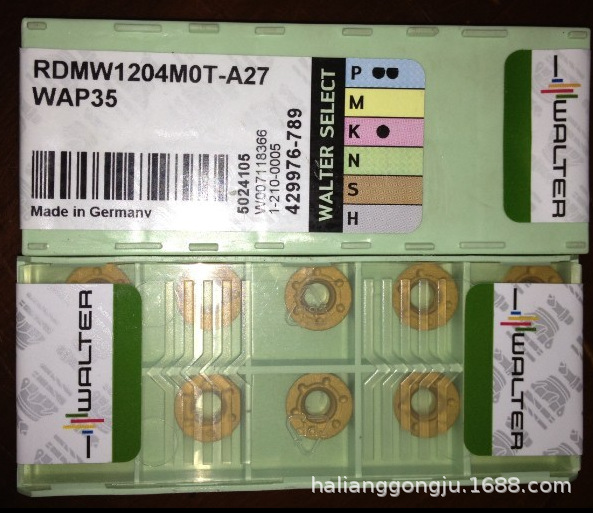 RDMW1204M0T-A27
WAP35
Made in Germany
5024105
W007118366
1-210-0005
429976-789
WALTER SELECT
P
M
K
N
S
H
WALTER
WALTER
WALTER
halianggongju.1688.com